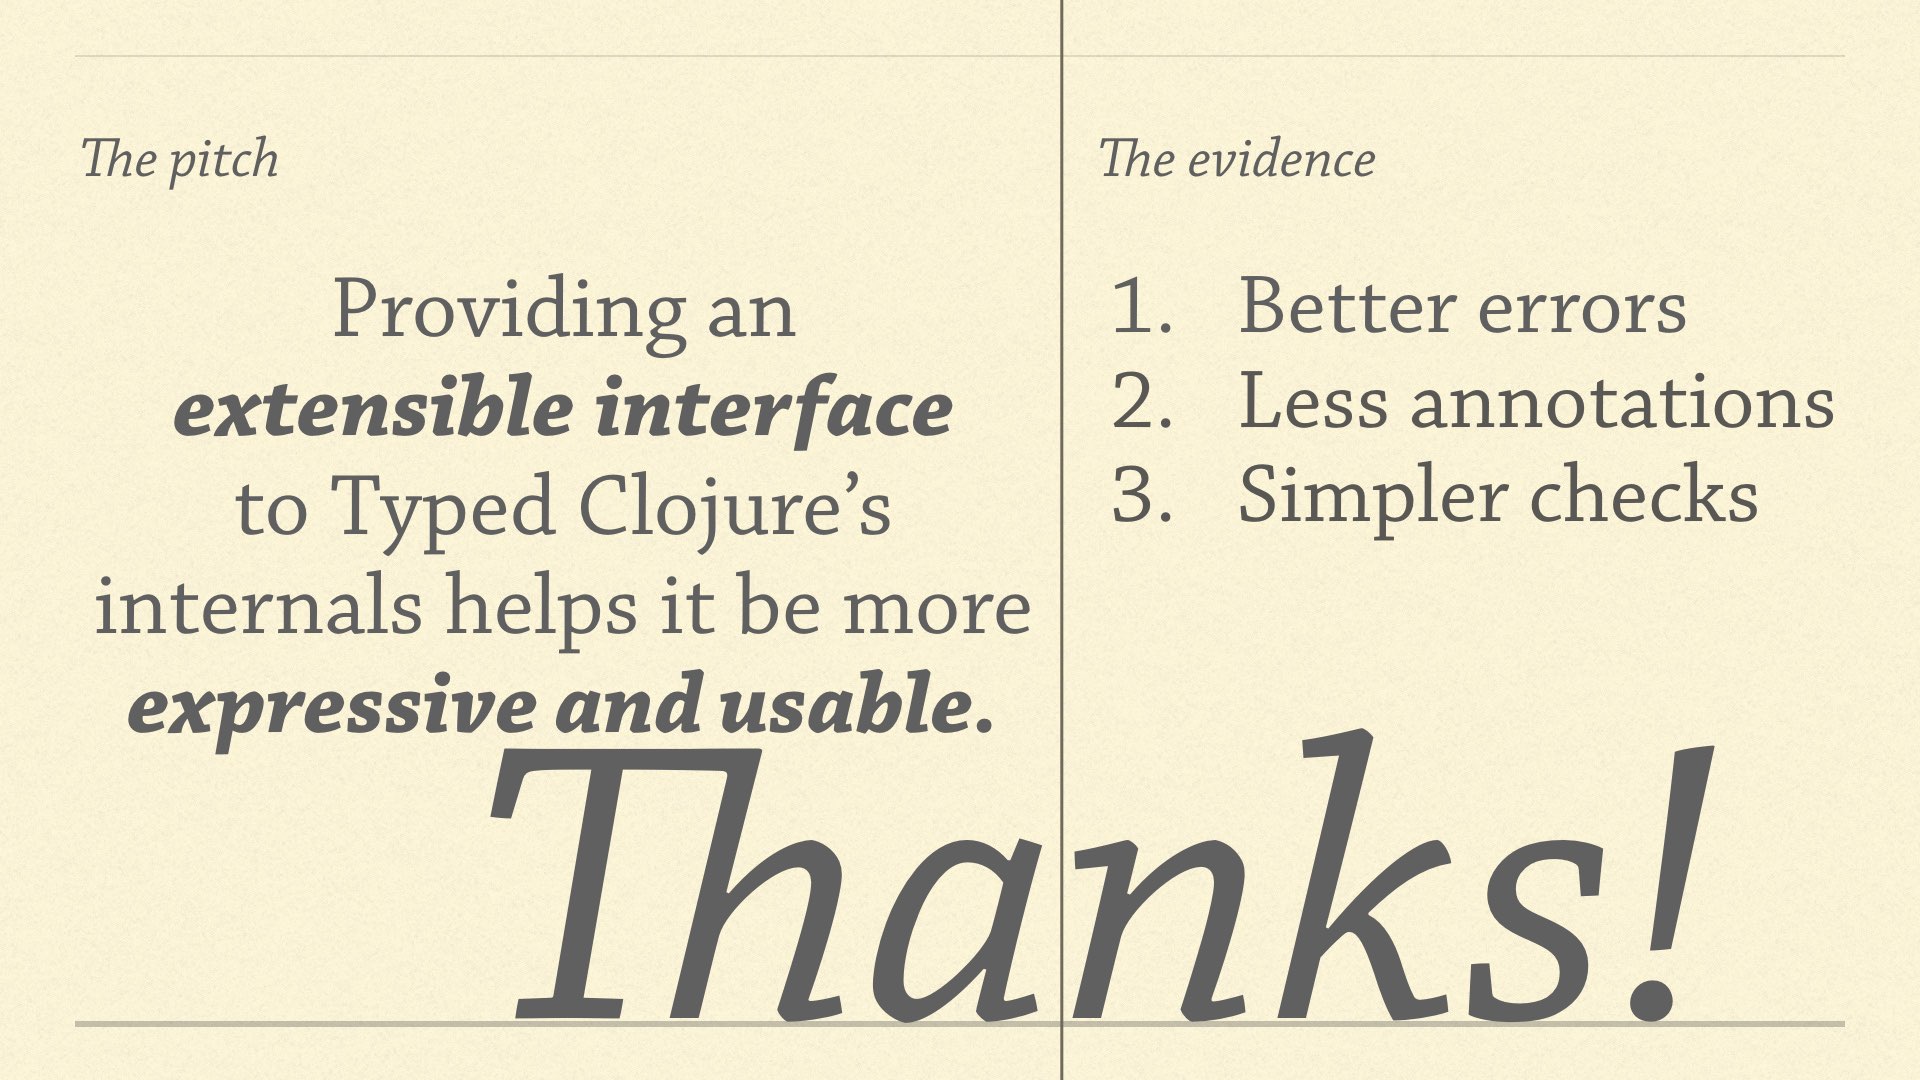 The pitch
Providing an
extensible interface
to Typed Clojure’s
internals helps it be more
expressive and usable.
The evidence
1. Better errors
2. Less annotations
3. Simpler checks
Thanks!